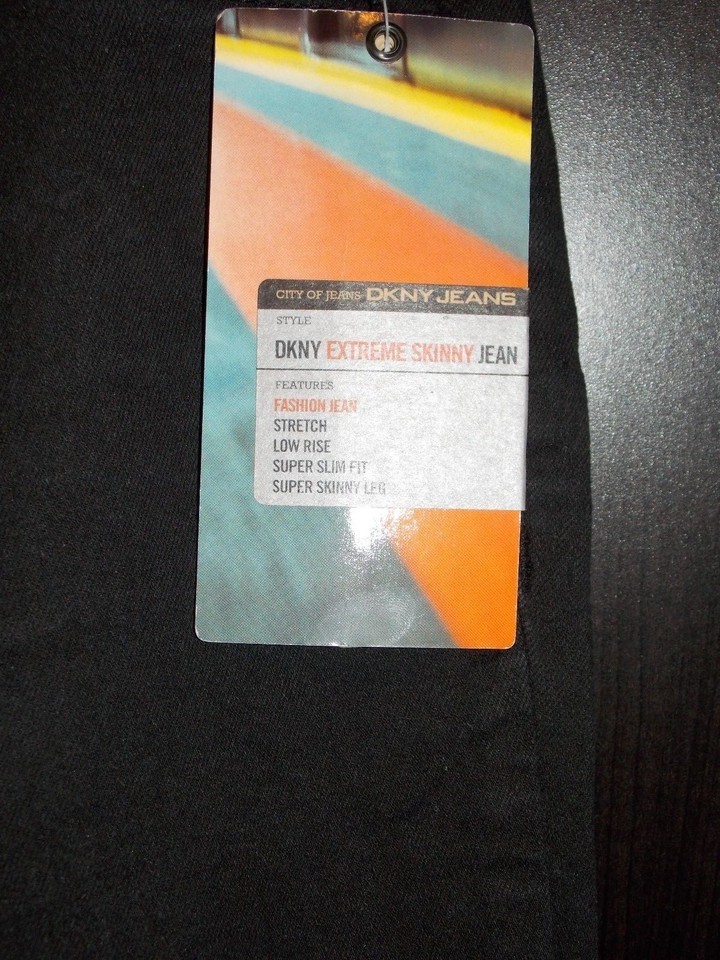 CITY OF JEANS DKNY JEANS
STYLE
DKNY EXTREME SKINNY JEAN
FEATURES
FASHION JEAN
STRETCH
LOW RISE
SUPER SLIM FIT
SUPER SKINNY LEG